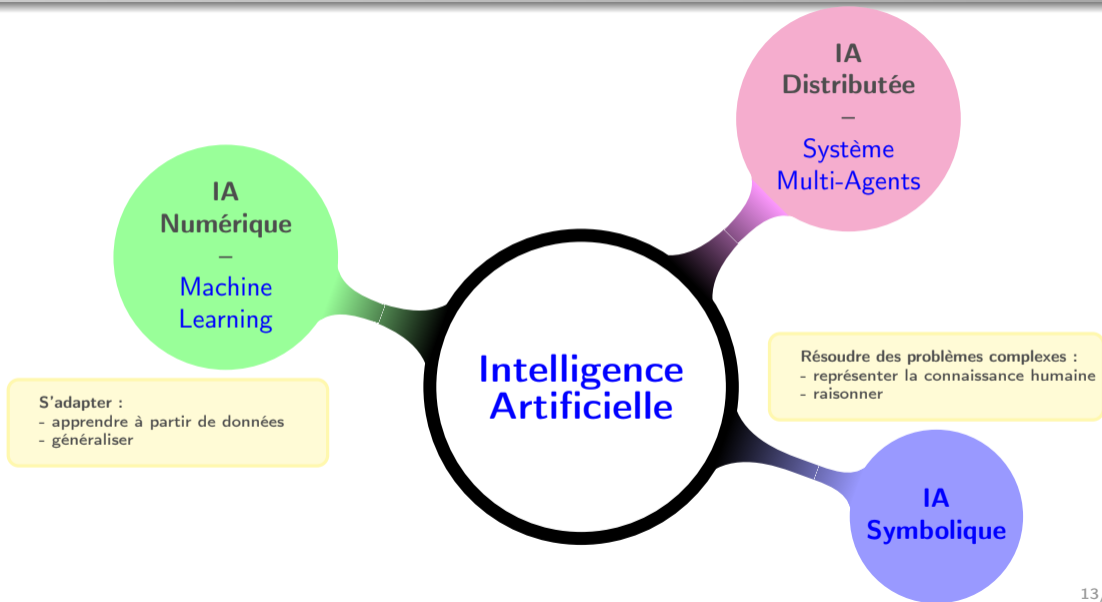 IA
Distributée
–
Système
Multi-Agents
IA
Numérique
–
Machine
Learning
Intelligence
Artificielle
Résoudre des problèmes complexes :
- représenter la connaissance humaine
- raisonner
S'adapter :
- apprendre à partir de données
- généraliser
IA
Symbolique
13/